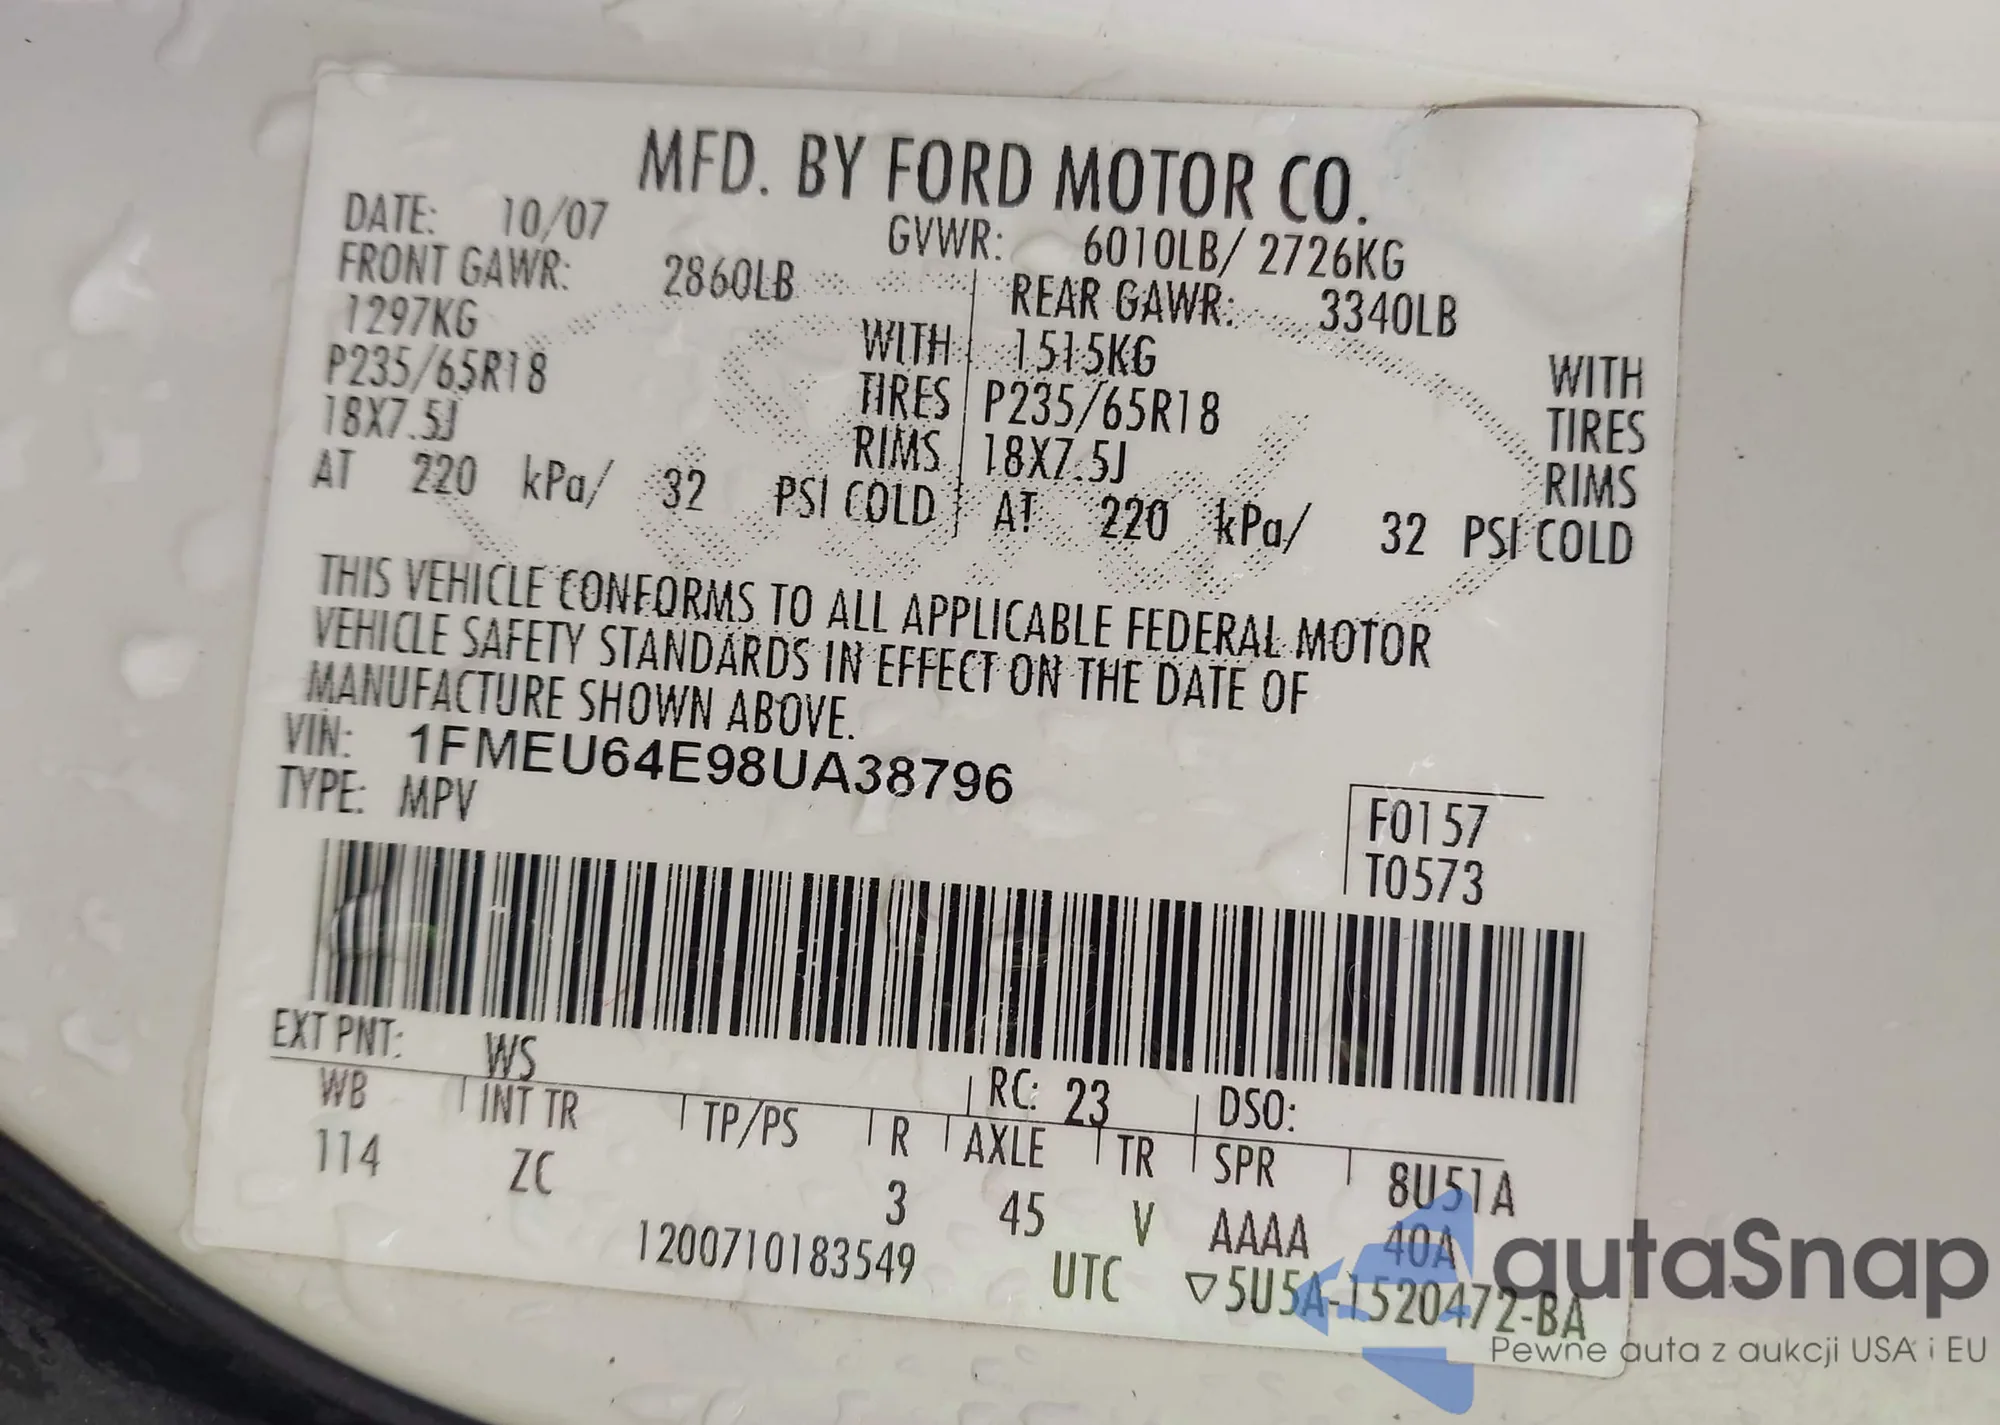 MFD. BY FORD MOTOR CO.
DATE: 10/07 GVWR: 6010LB/ 2726KG
FRONT GAWR: 2860LB REAR GAWR: 3340LB
1297KG WITH 1515KG WITH
P235/65R18 TIRES P235/65R18 TIRES
18X7.5J RIMS 18X7.5J RIMS
AT 220 kPa/ 32 PSI COLD AT 220 kPa/ 32 PSI COLD
THIS VEHICLE CONFORMS TO ALL APPLICABLE FEDERAL MOTOR
VEHICLE SAFETY STANDARDS IN EFFECT ON THE DATE OF
MANUFACTURE SHOWN ABOVE.
VIN: 1FMEU64E98UA38796
TYPE: MPV
F0157
T0573
EXT PNT: WS RC: 23 DSO:
WB INT TR TP/PS R AXLE TR SPR 8U51A
114 ZC 3 45 V AAAA 40A
1200710183549 UTC ▽5U5A-1520472-BA
autaSnap
Pewne auta z aukcji USA i EU